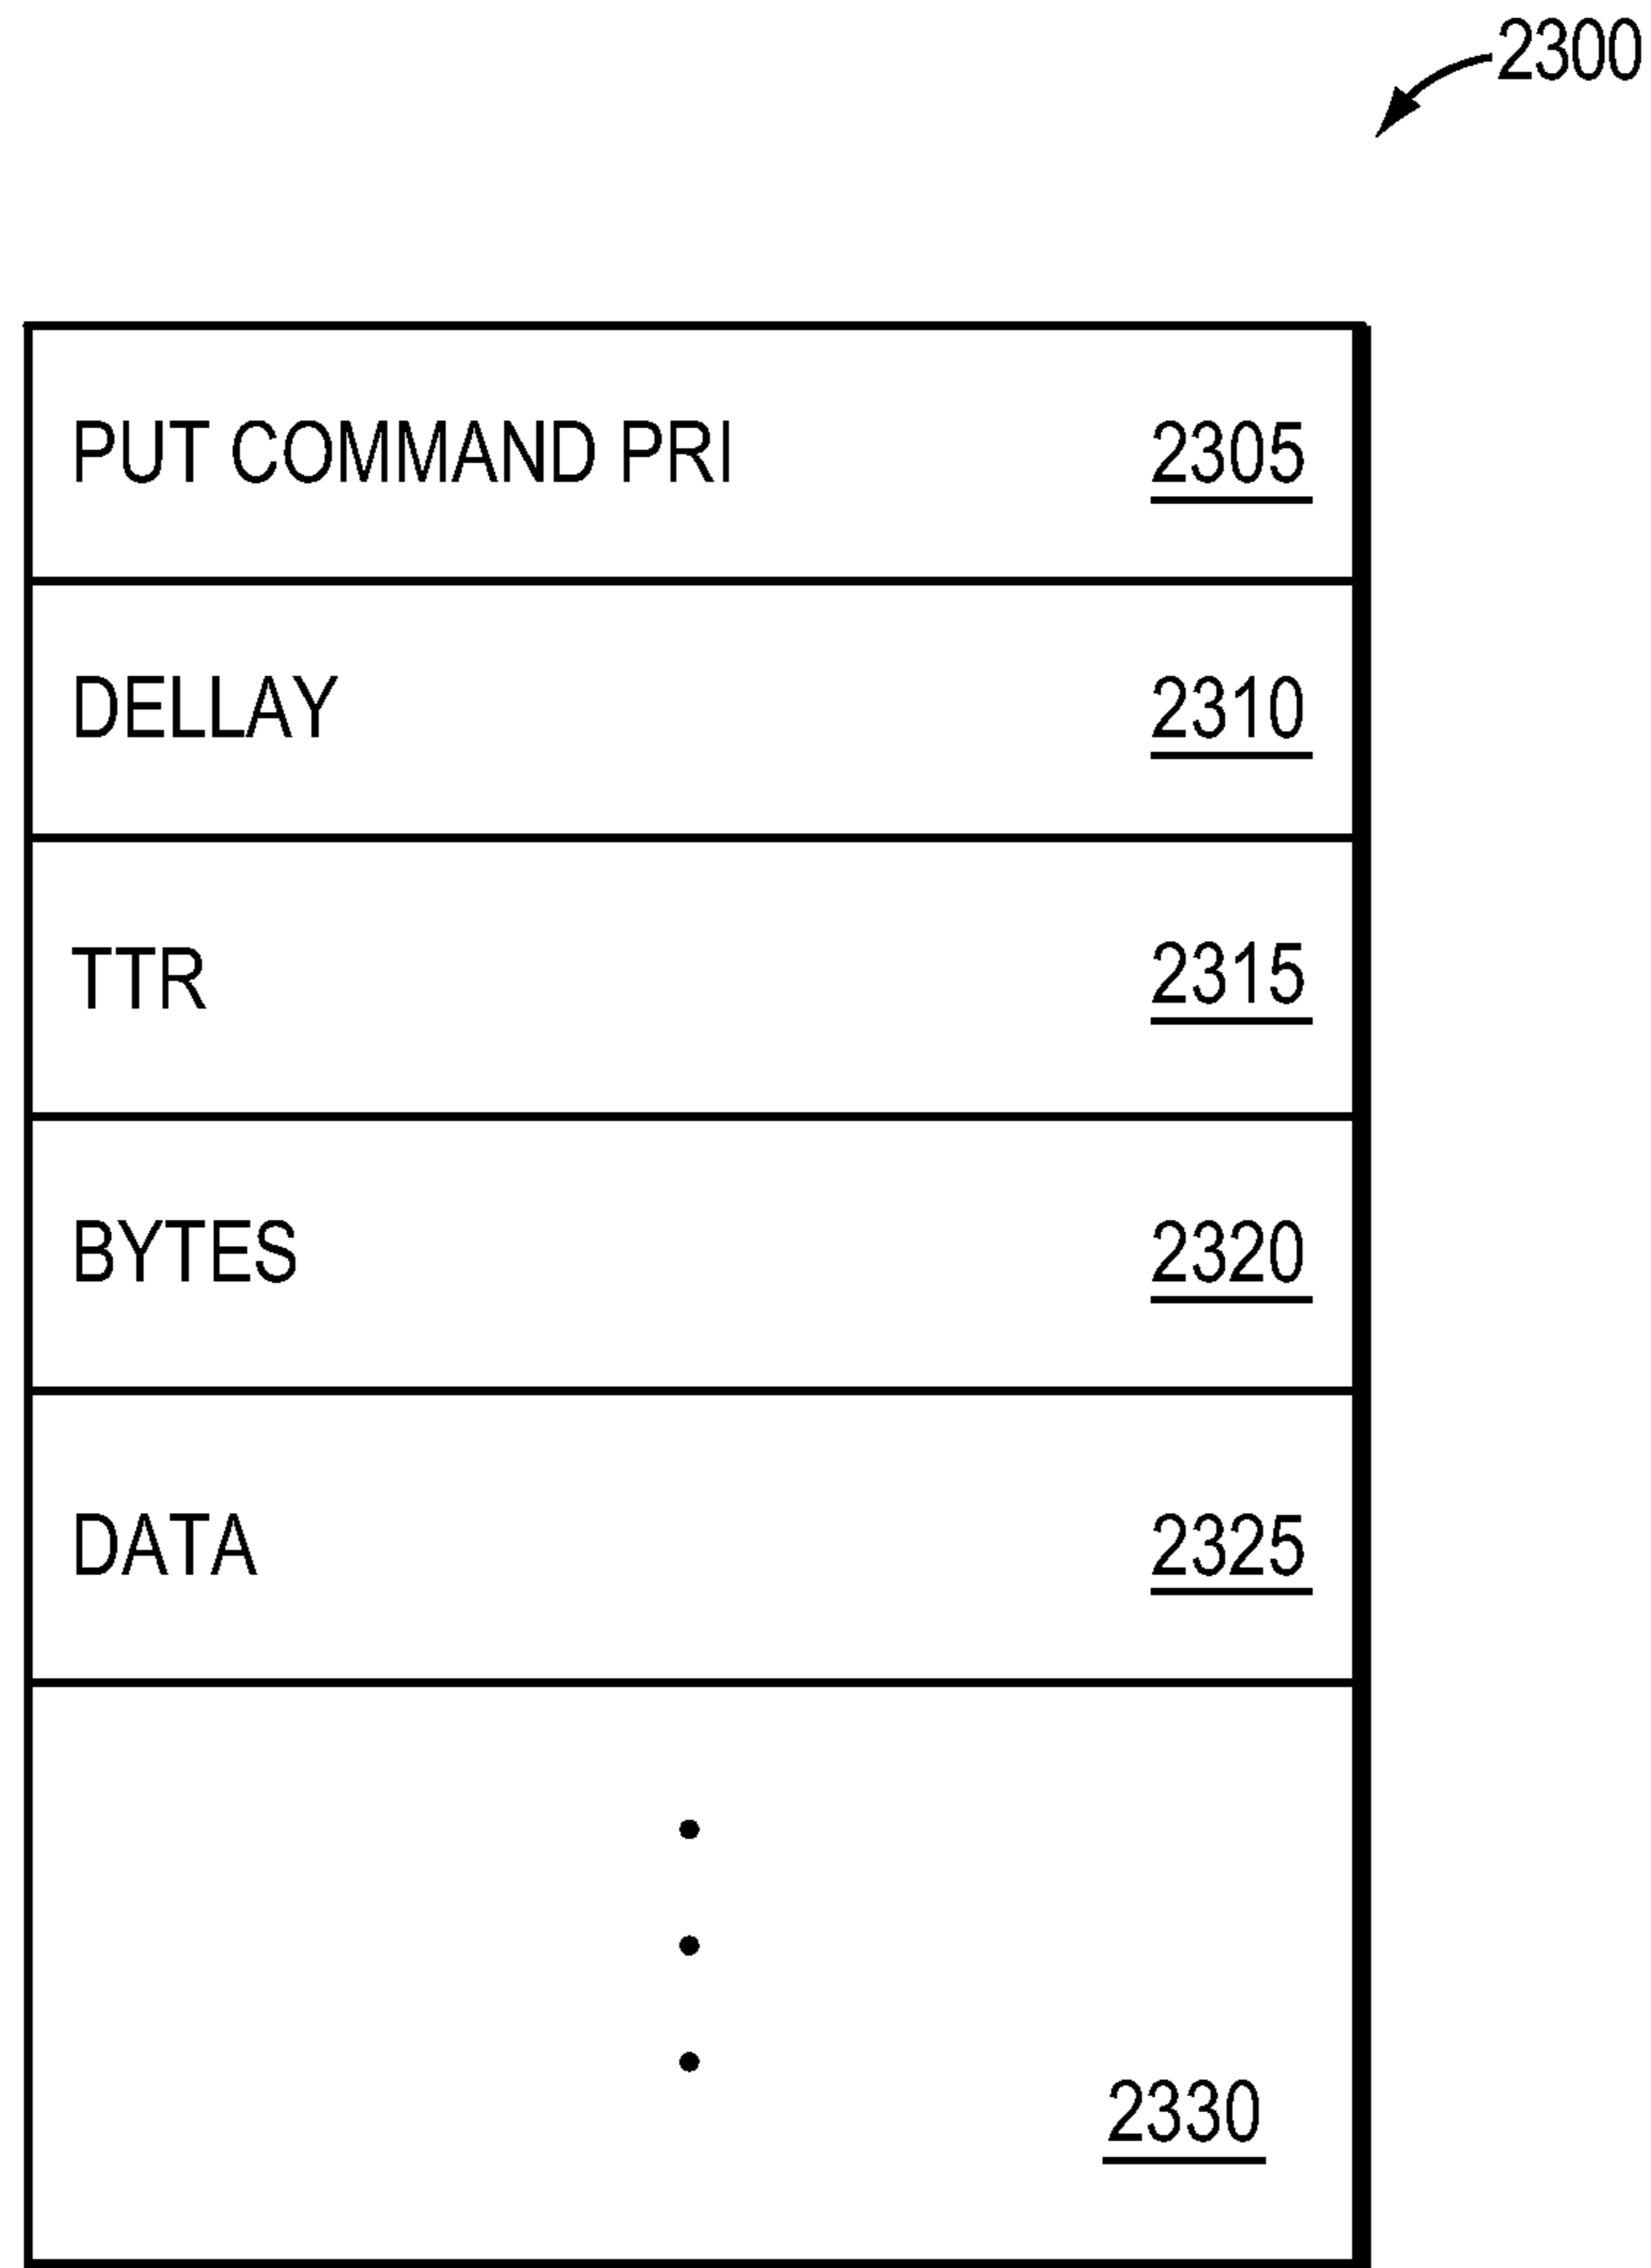 2300
PUT COMMAND PRI 2305
DELLAY 2310
TTR 2315
BYTES 2320
DATA 2325
2330